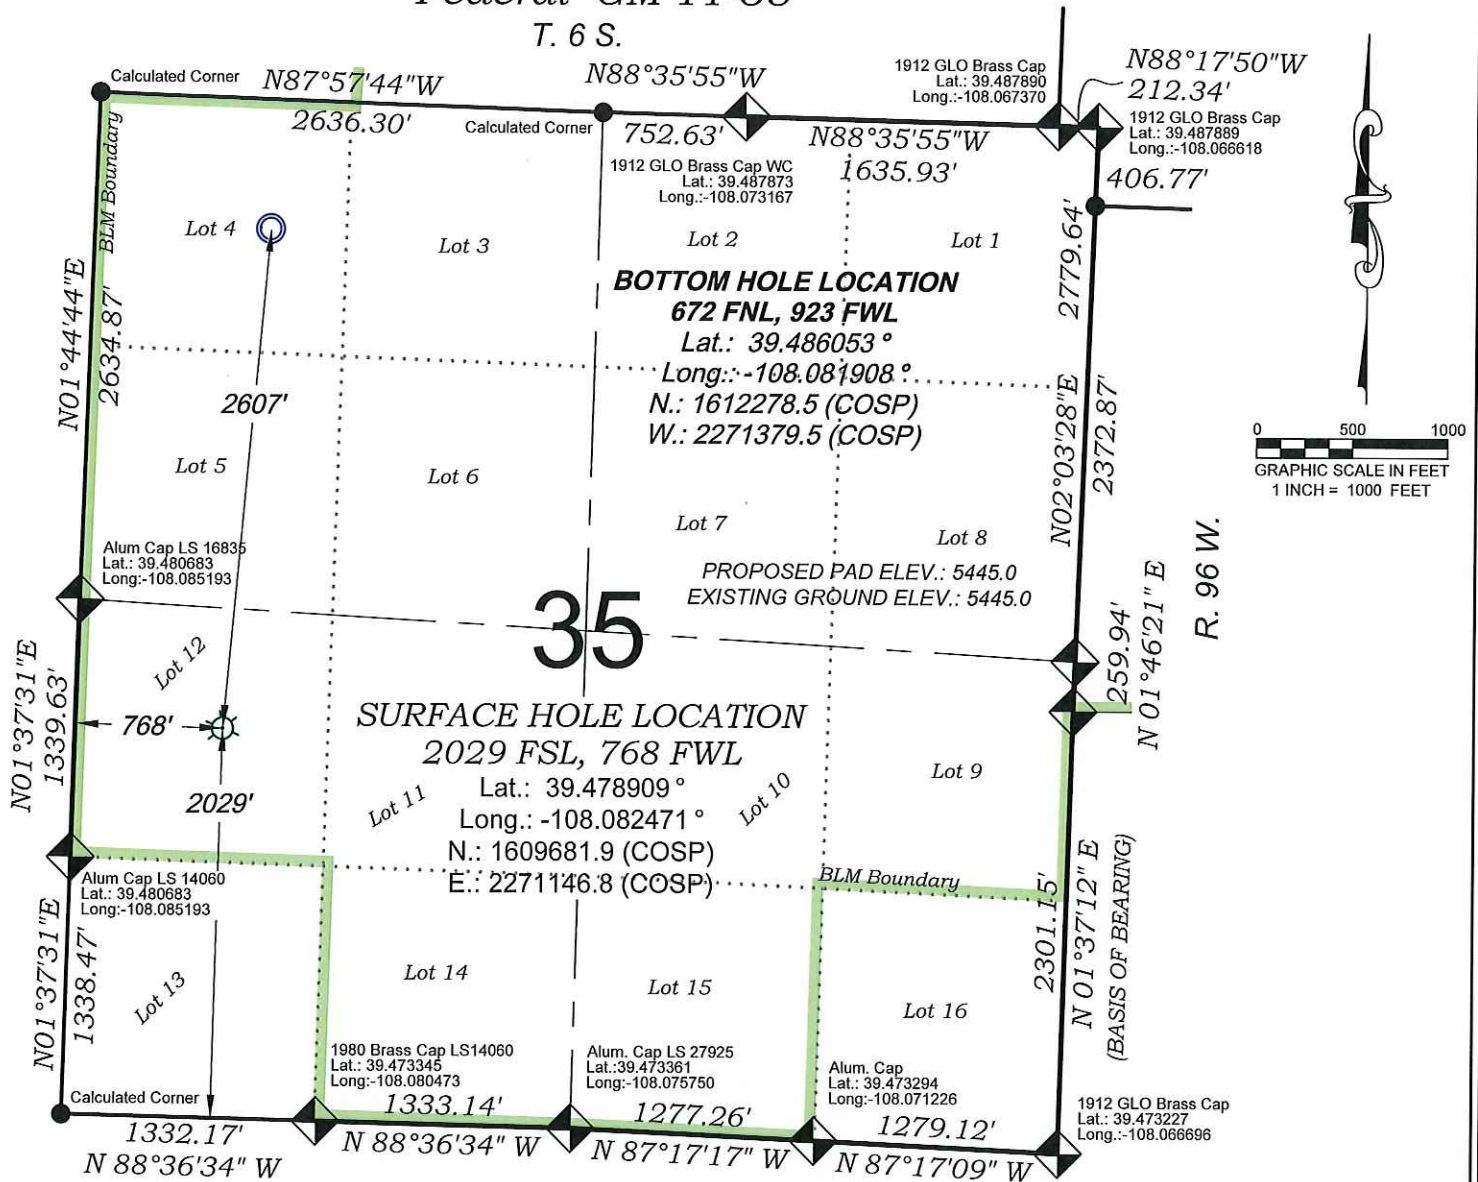 T. 6 S.
Calculated Corner
N87°57'44"W
2636.30'
N88°35'55"W
Calculated Corner
752.63'
1912 GLO Brass Cap WC
Lat.: 39.487873
Long.:-108.073167
N88°35'55"W
1635.93'
1912 GLO Brass Cap
Lat.: 39.487890
Long.:-108.067370
N88°17'50"W
212.34'
1912 GLO Brass Cap
Lat.: 39.487889
Long.:-108.066618
406.77'
2779.64'
BLM Boundary
Lot 4
Lot 3
Lot 2
Lot 1
N01°44'44"E
2634.87'
BOTTOM HOLE LOCATION
672 FNL, 923 FWL
Lat.: 39.486053°
Long.: -108.081908°
N.: 1612278.5 (COSP)
W.: 2271379.5 (COSP)
2607'
N02°03'28"E
2372.87'
0 500 1000
GRAPHIC SCALE IN FEET
1 INCH = 1000 FEET
Lot 5
Lot 6
Lot 7
Lot 8
R. 96 W.
Alum Cap LS 16835
Lat.: 39.480683
Long:-108.085193
PROPOSED PAD ELEV.: 5445.0
EXISTING GROUND ELEV.: 5445.0
35
259.94'
N 01°46'21" E
Lot 12
N01°37'31"E
1339.63'
768'
SURFACE HOLE LOCATION
2029 FSL, 768 FWL
Lat.: 39.478909°
Long.: -108.082471°
N.: 1609681.9 (COSP)
E.: 2271146.8 (COSP)
2029'
Lot 11
Lot 10
Lot 9
BLM Boundary
Alum Cap LS 14060
Lat.: 39.480683
Long:-108.085193
2301.15'
N 01°37'12" E
(BASIS OF BEARING)
N01°37'31"E
1338.47'
Lot 13
Lot 14
Lot 15
Lot 16
Calculated Corner
1980 Brass Cap LS14060
Lat.: 39.473345
Long:-108.080473
Alum. Cap LS 27925
Lat.:39.473361
Long:-108.075750
Alum. Cap
Lat.: 39.473294
Long:-108.071226
1912 GLO Brass Cap
Lat.: 39.473227
Long.:-108.066696
1332.17'
N 88°36'34" W
1333.14'
N 88°36'34" W
1277.26'
N 87°17'17" W
1279.12'
N 87°17'09" W